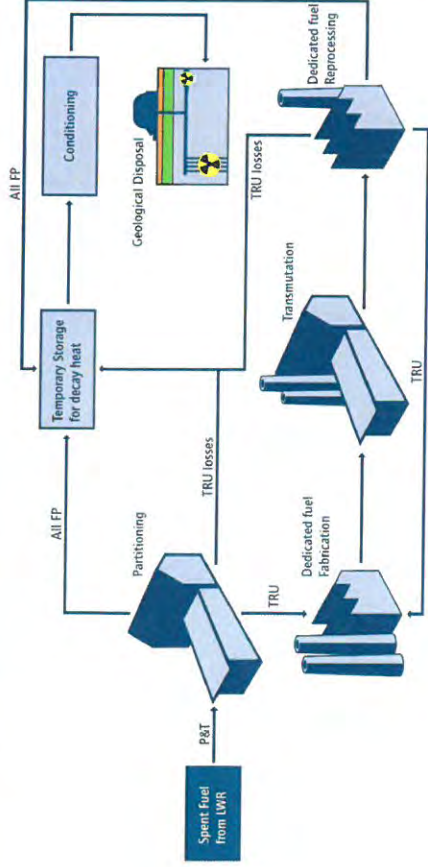 Spent Fuel
from LWR
P&T
Partitioning
All FP
TRU losses
TRU
Temporary Storage
for decay heat
Conditioning
Geological Disposal
All FP
TRU losses
Dedicated fuel
Fabrication
Transmutation
Dedicated fuel
Reprocessing
TRU